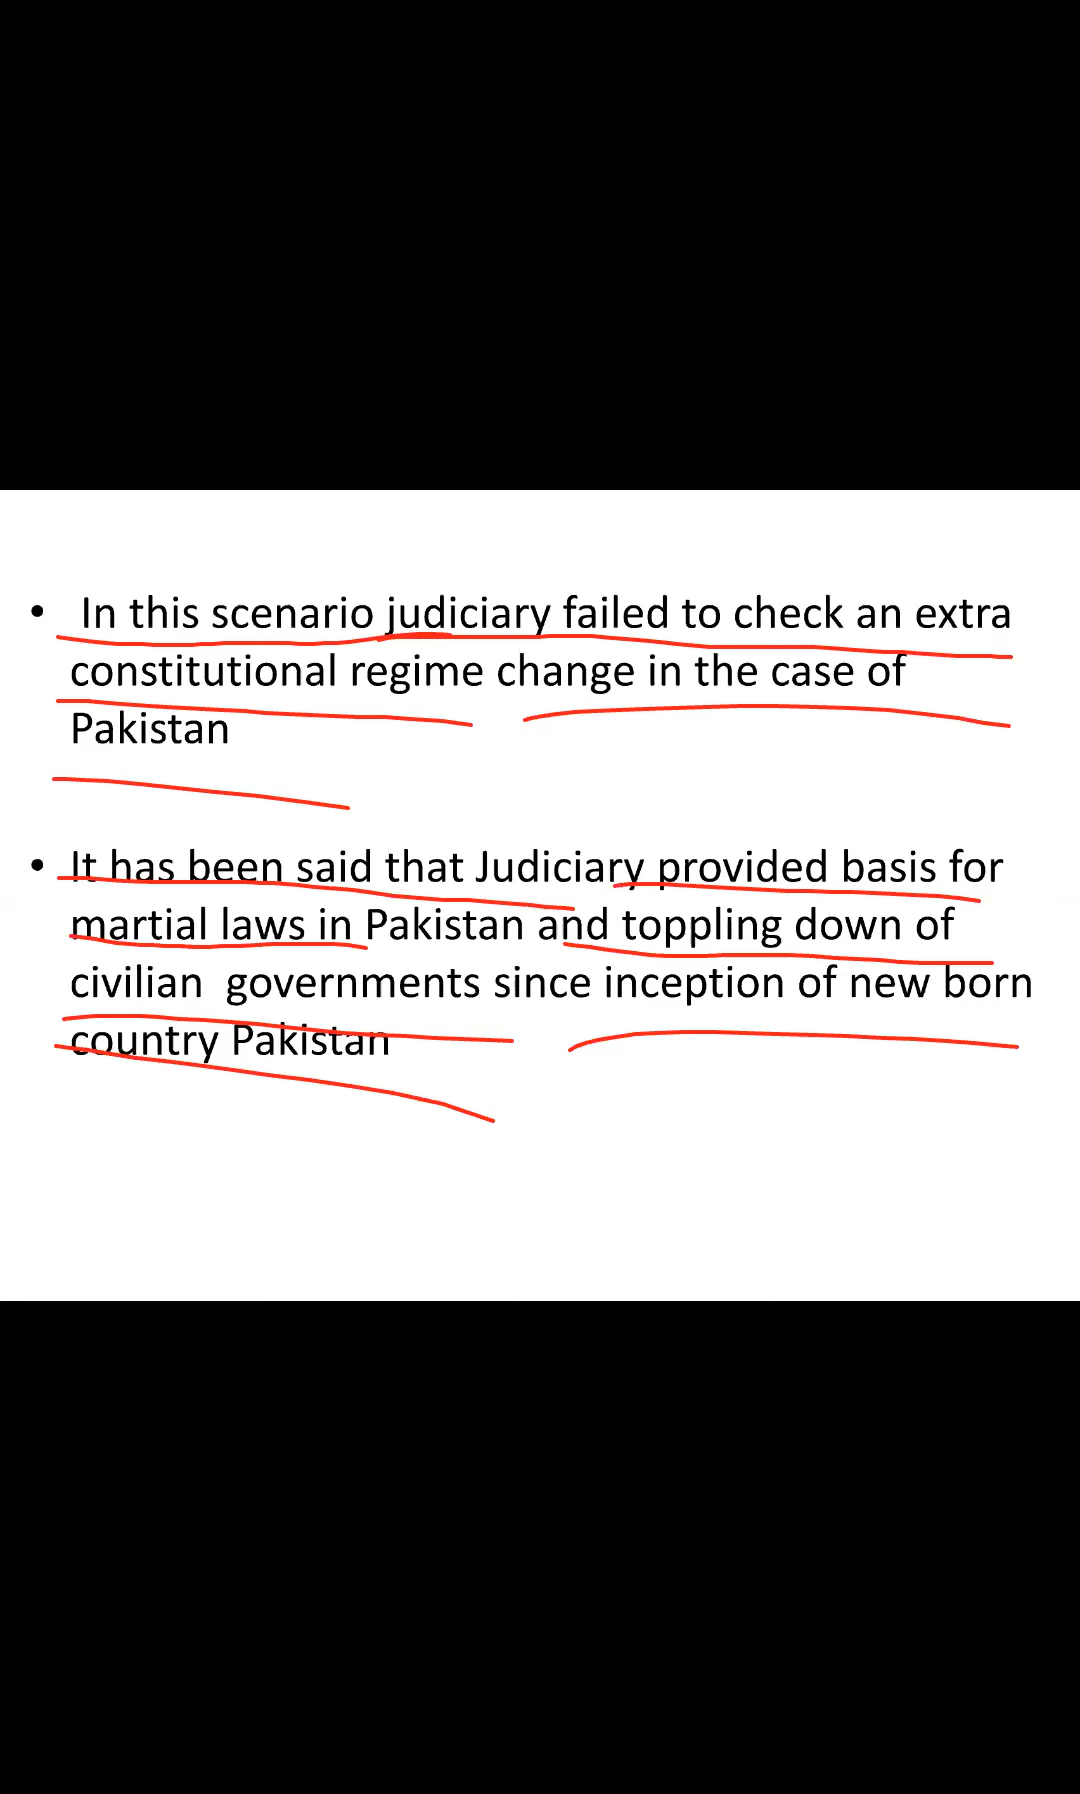 • In this scenario judiciary failed to check an extra
constitutional regime change in the case of
Pakistan
• It has been said that Judiciary provided basis for
martial laws in Pakistan and toppling down of
civilian  governments since inception of new born
country Pakistan